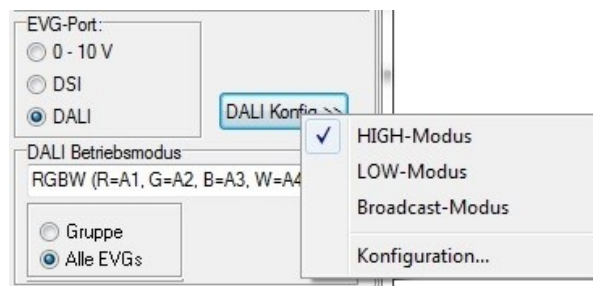 EVG-Port:
0 - 10 V
DSI
DALI
DALI Konfig >>
HIGH-Modus
LOW-Modus
Broadcast-Modus
Konfiguration...
DALI Betriebsmodus
RGBW (R=A1, G=A2, B=A3, W=A4
Gruppe
Alle EVGs